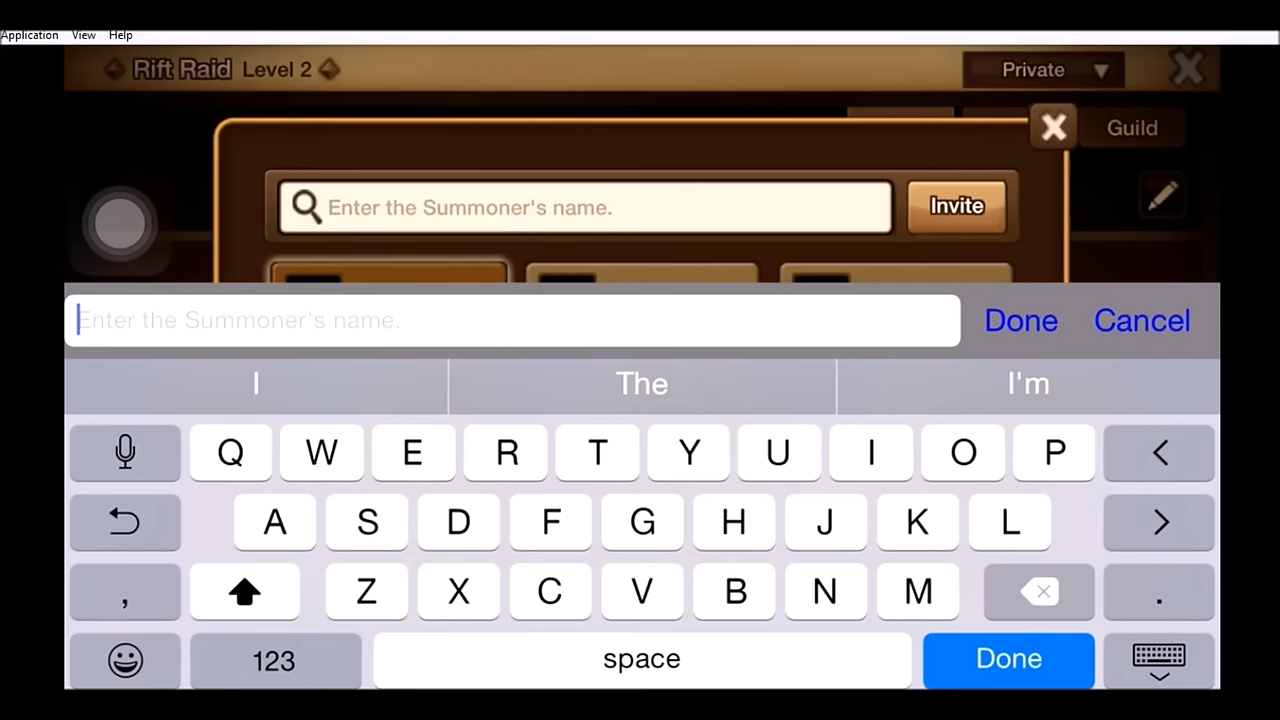 Application View Help
Rift Raid Level 2 Private
Guild
Enter the Summoner's name. Invite
Enter the Summoner's name. Done Cancel
I The I'm
Q W E R T Y U I O P <
A S D F G H J K L >
, Z X C V B N M .
123 space Done